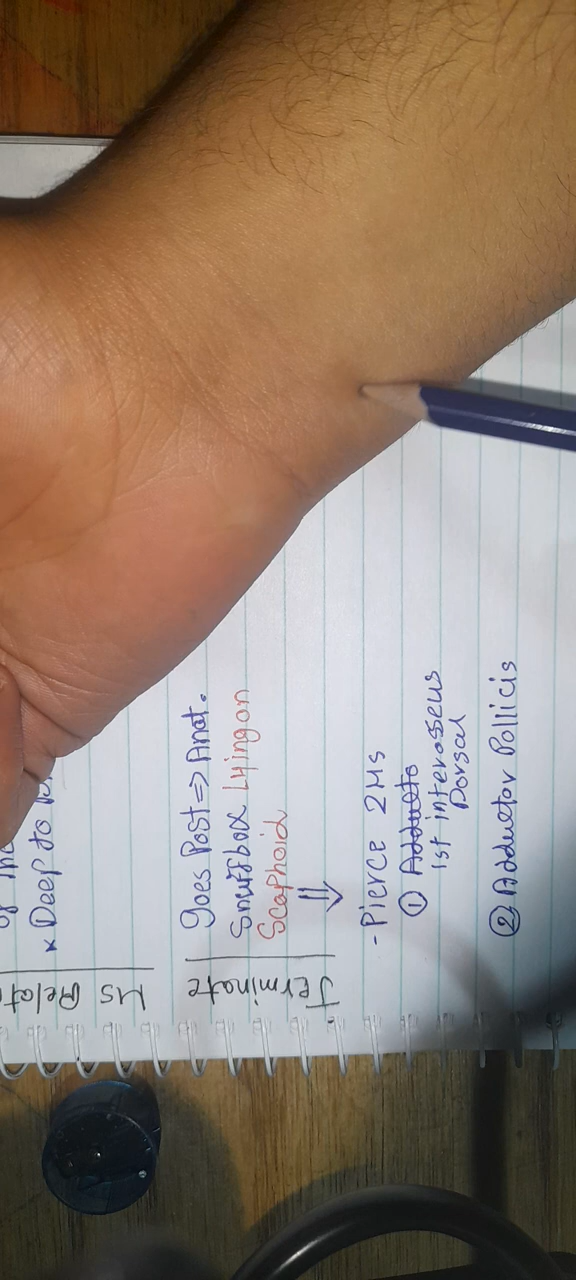 * Deep to
MS Relat
goes Post => Anat.
Snuffbox Lying on
Scaphoid
Terminate
- Pierce 2 Ms
① Adducto
1st interosseus
Dorsal
② Adductor Pollicis